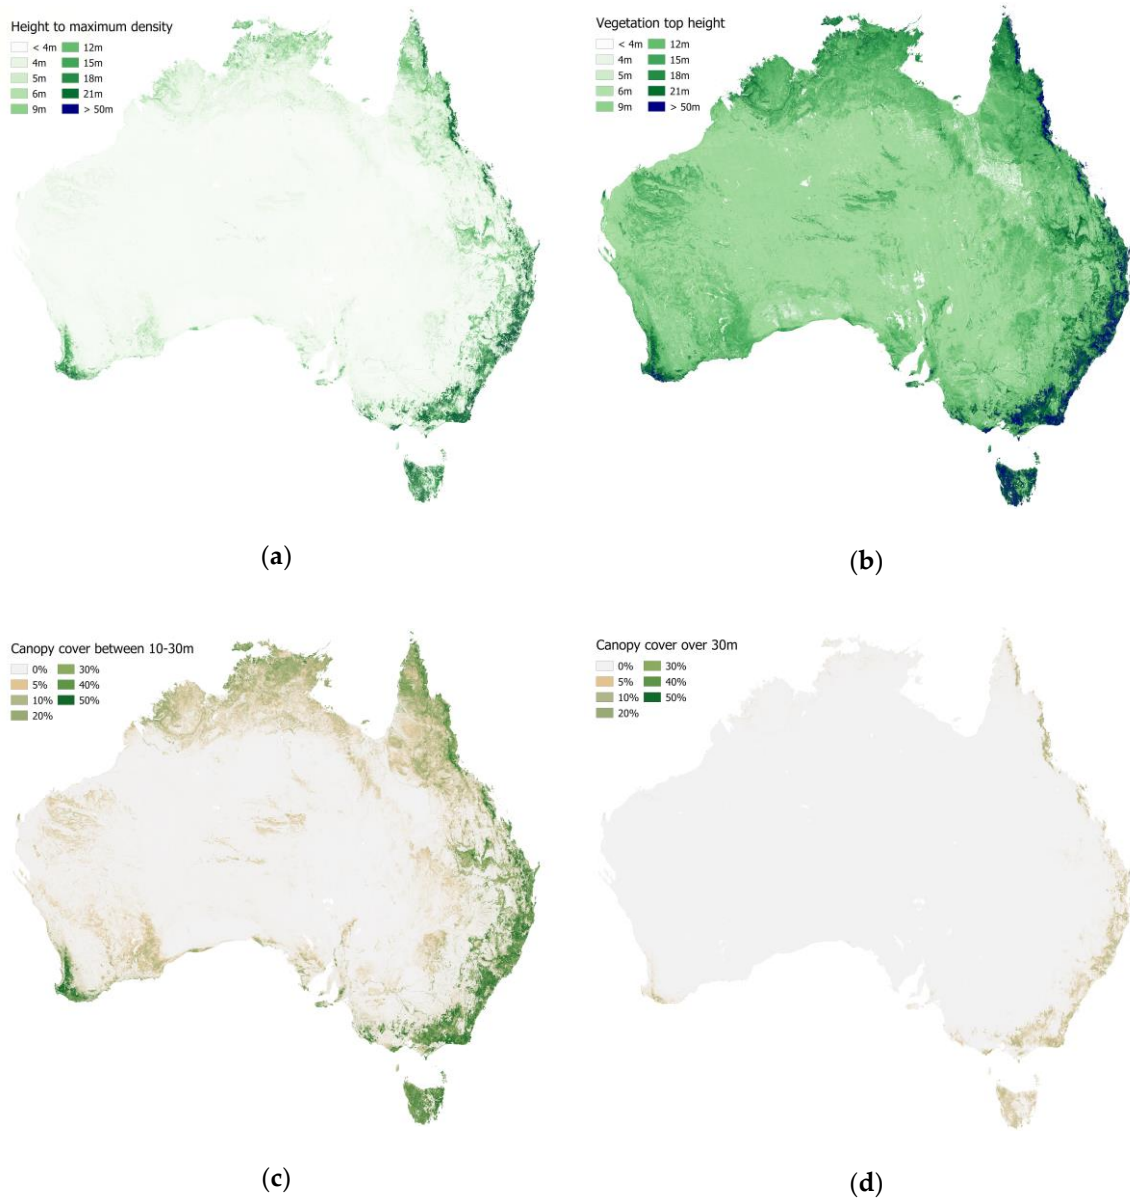 Height to maximum density
< 4m 12m
4m 15m
5m 18m
6m 21m
9m > 50m
(a)
Vegetation top height
< 4m 12m
4m 15m
5m 18m
6m 21m
9m > 50m
(b)
Canopy cover between 10-30m
0% 30%
5% 40%
10% 50%
20%
(c)
Canopy cover over 30m
0% 30%
5% 40%
10% 50%
20%
(d)